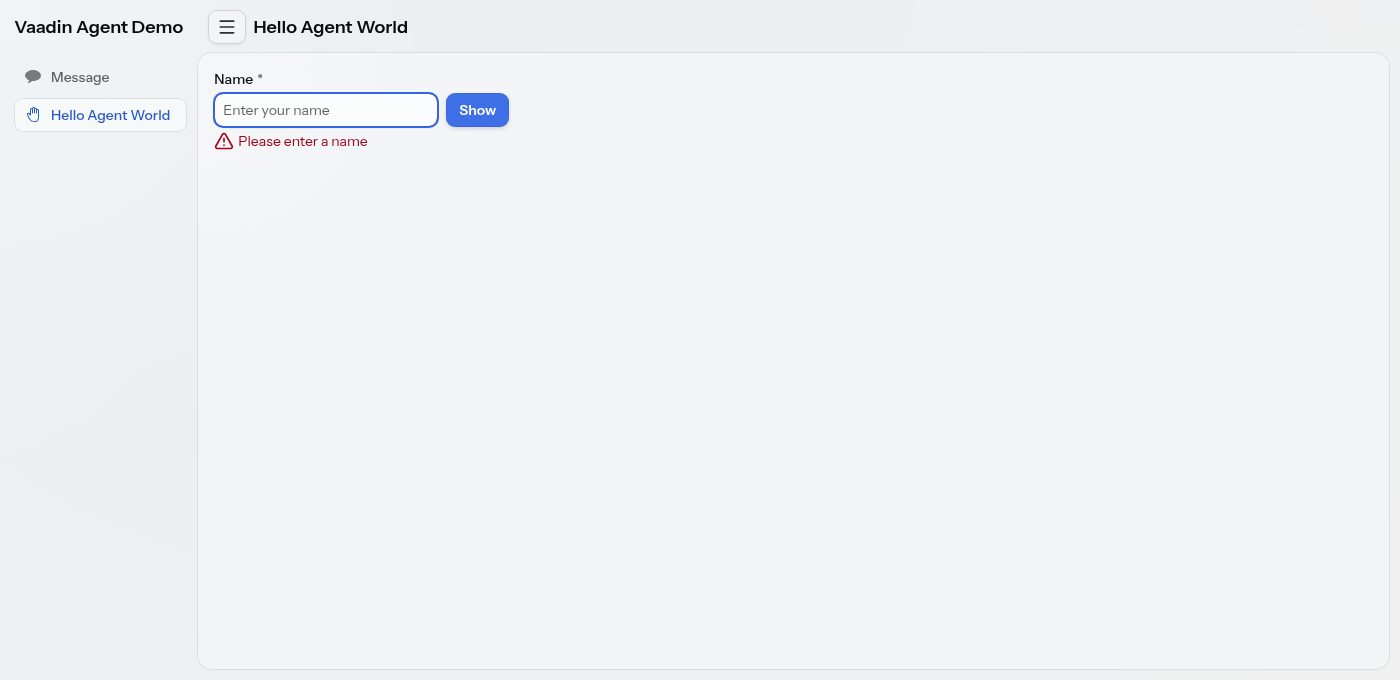 Vaadin Agent Demo
Hello Agent World
Message
Hello Agent World
Name *
Enter your name
Show
Please enter a name